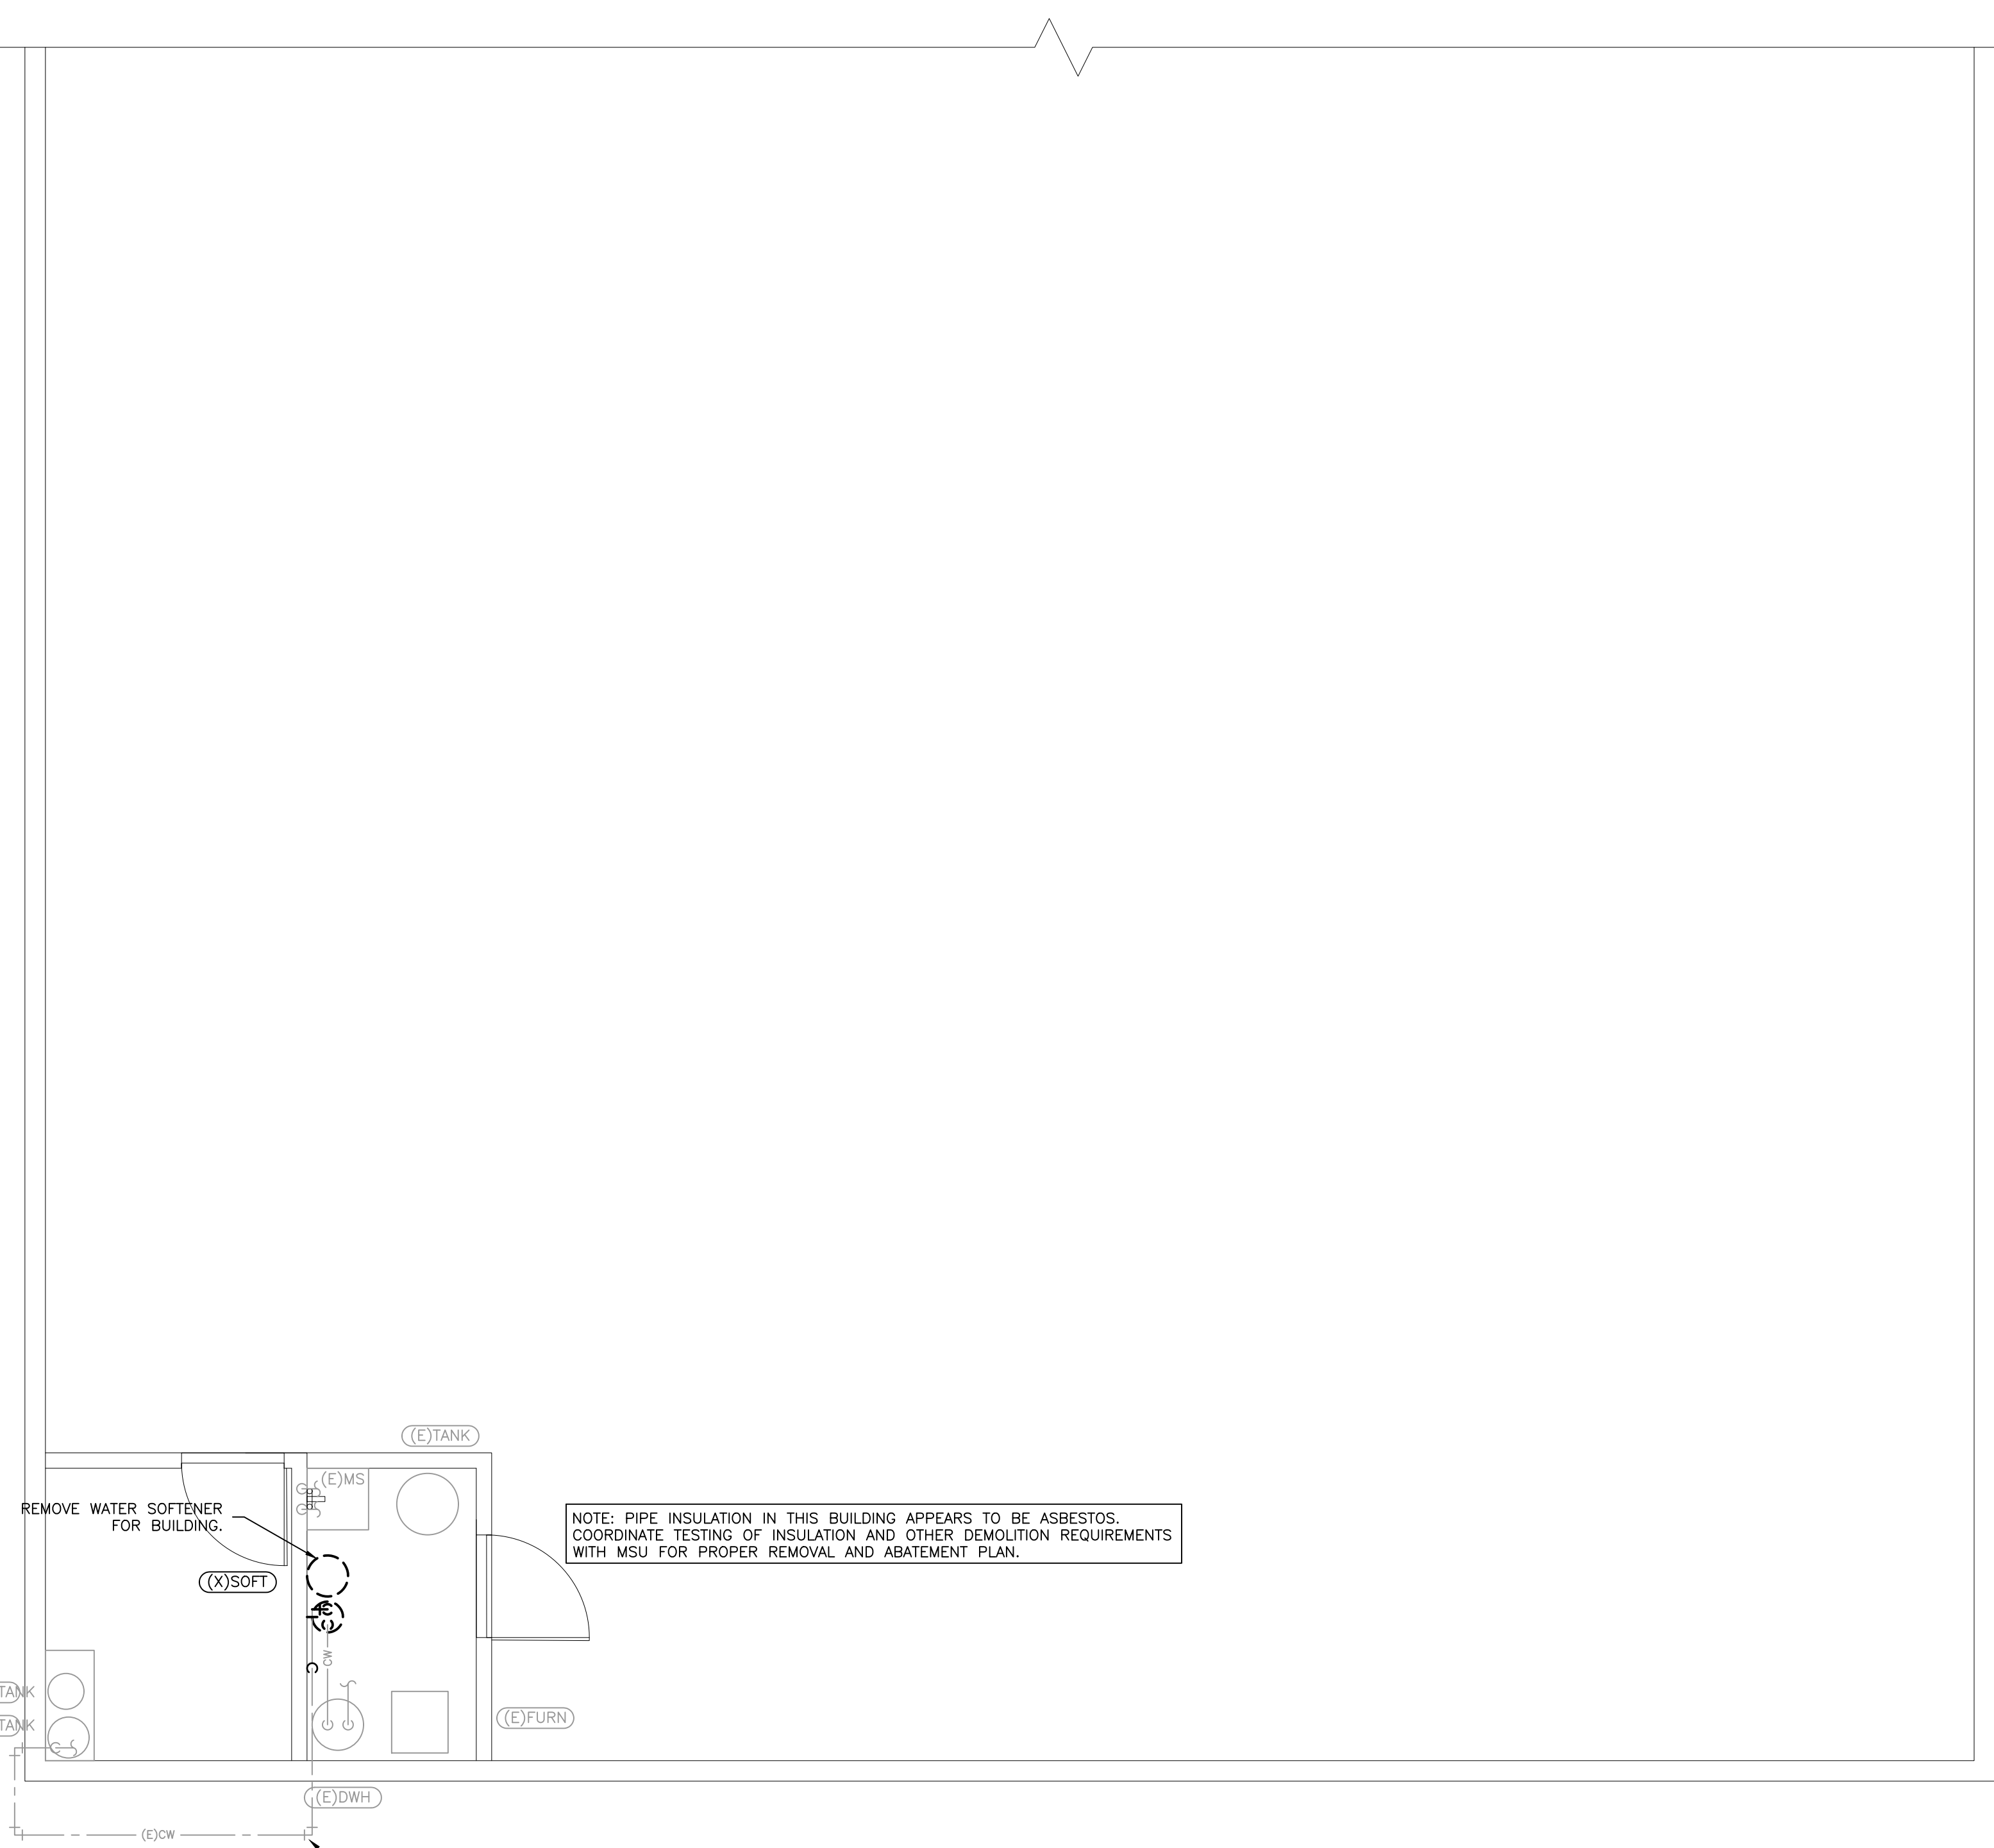 (E)TANK
(E)MS
REMOVE WATER SOFTENER
FOR BUILDING.
NOTE: PIPE INSULATION IN THIS BUILDING APPEARS TO BE ASBESTOS.
COORDINATE TESTING OF INSULATION AND OTHER DEMOLITION REQUIREMENTS
WITH MSU FOR PROPER REMOVAL AND ABATEMENT PLAN.
(X)SOFT
CW
TANK
(E)FURN
TANK
(E)DWH
(E)CW